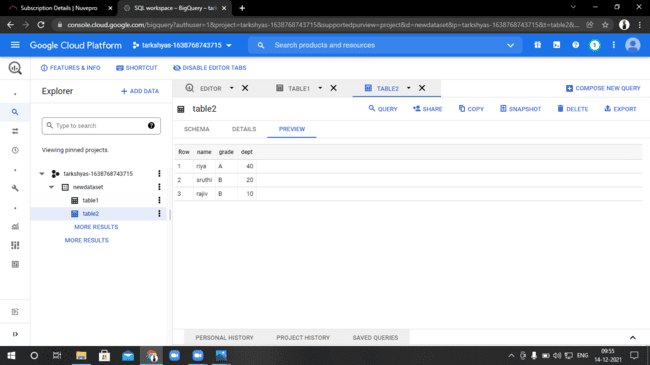 Subscription Details | Nuvepro
SQL workspace – BigQuery – tark
console.cloud.google.com/bigquery?authuser=1&project=tarkshyas-1638768743715&supportedpurview=project&d=newdataset&p=tarkshyas-1638768743715&t=table2&...
Google Cloud Platform
tarkshyas-1638768743715
Search products and resources
1
FEATURES & INFO
SHORTCUT
DISABLE EDITOR TABS
Explorer
+ ADD DATA
EDITOR
TABLE1
TABLE2
COMPOSE NEW QUERY
Type to search
table2
QUERY
SHARE
COPY
SNAPSHOT
DELETE
EXPORT
Viewing pinned projects.
SCHEMA
DETAILS
PREVIEW
tarkshyas-1638768743715
newdataset
table1
table2
MORE RESULTS
MORE RESULTS
Row name grade dept
1 riya A 40
2 sruthi B 20
3 rajiv B 10
PERSONAL HISTORY
PROJECT HISTORY
SAVED QUERIES
ENG
09:55
14-12-2021